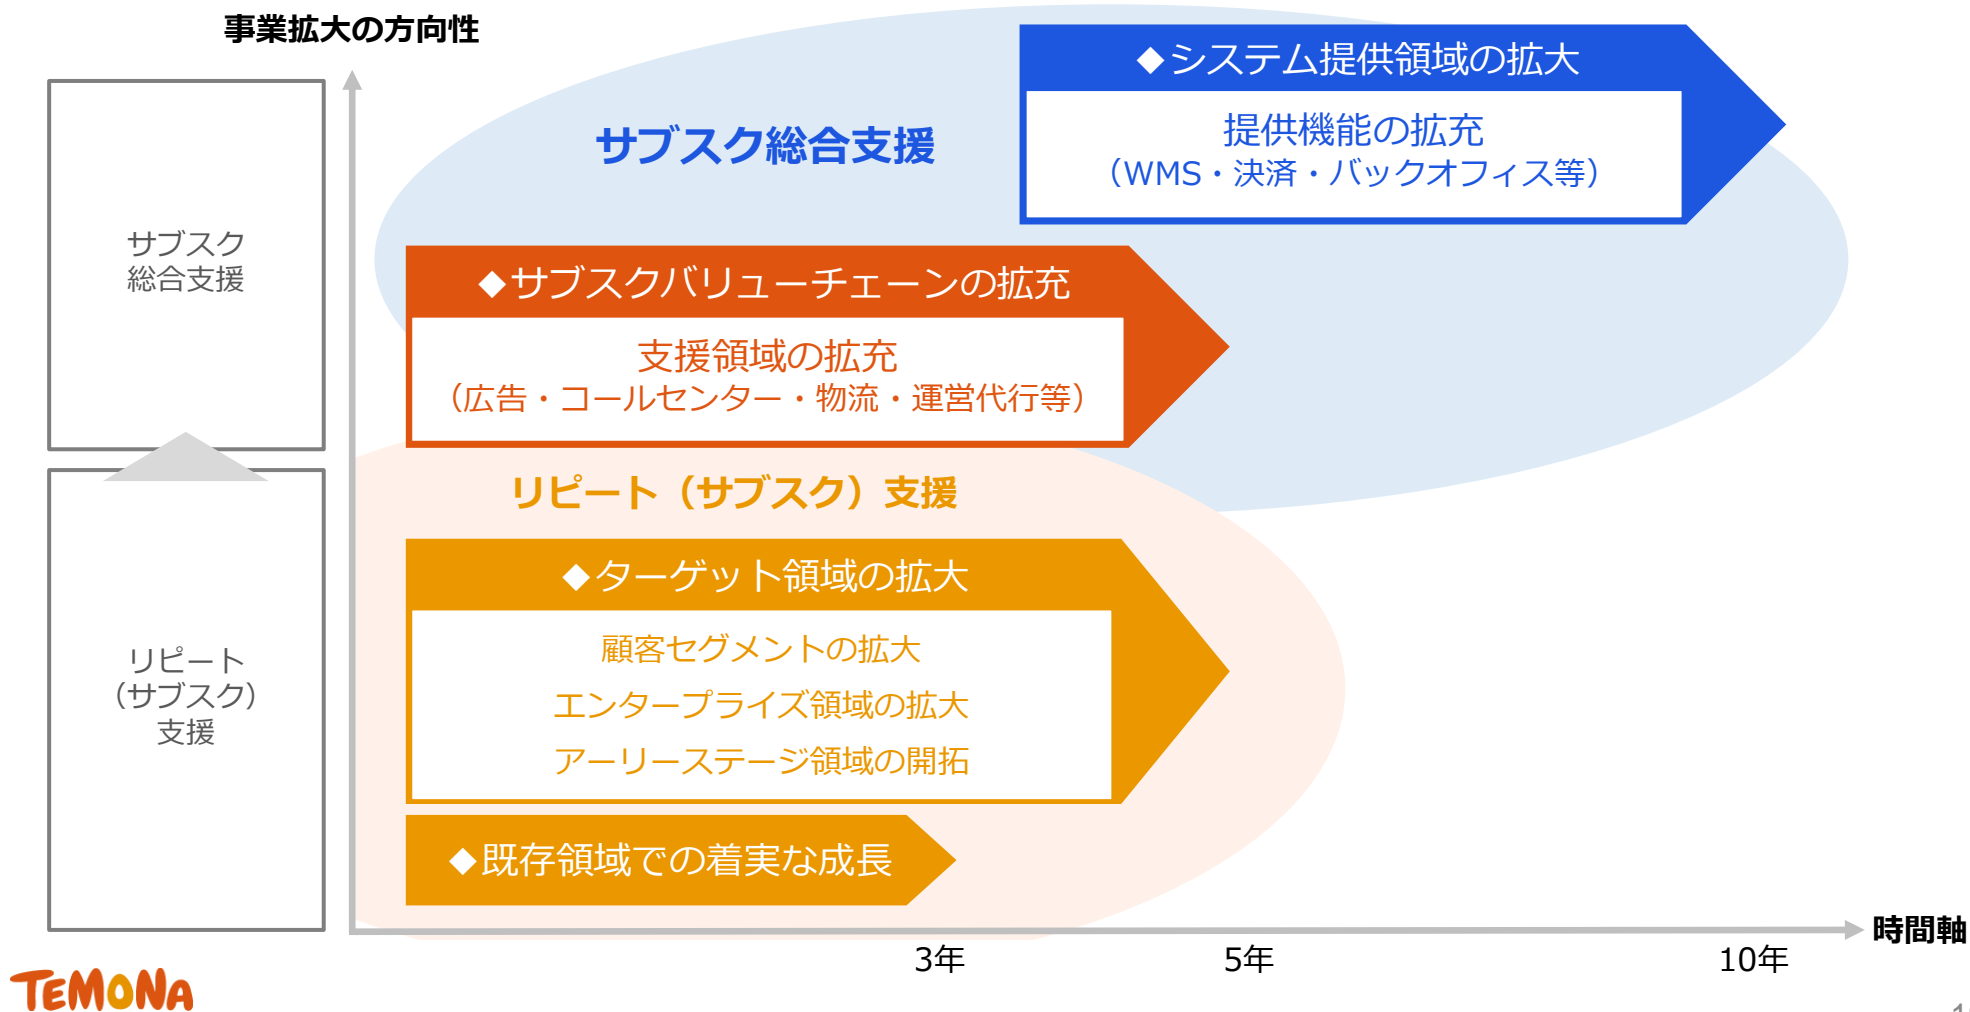 事業拡大の方向性
◆システム提供領域の拡大
提供機能の拡充
（WMS・決済・バックオフィス等）
サブスク総合支援
サブスク
総合支援
◆サブスクバリューチェーンの拡充
支援領域の拡充
（広告・コールセンター・物流・運営代行等）
リピート（サブスク）支援
◆ターゲット領域の拡大
顧客セグメントの拡大
エンタープライズ領域の拡大
アーリーステージ領域の開拓
リピート
（サブスク）
支援
◆既存領域での着実な成長
時間軸
3年
5年
10年
TEMONA